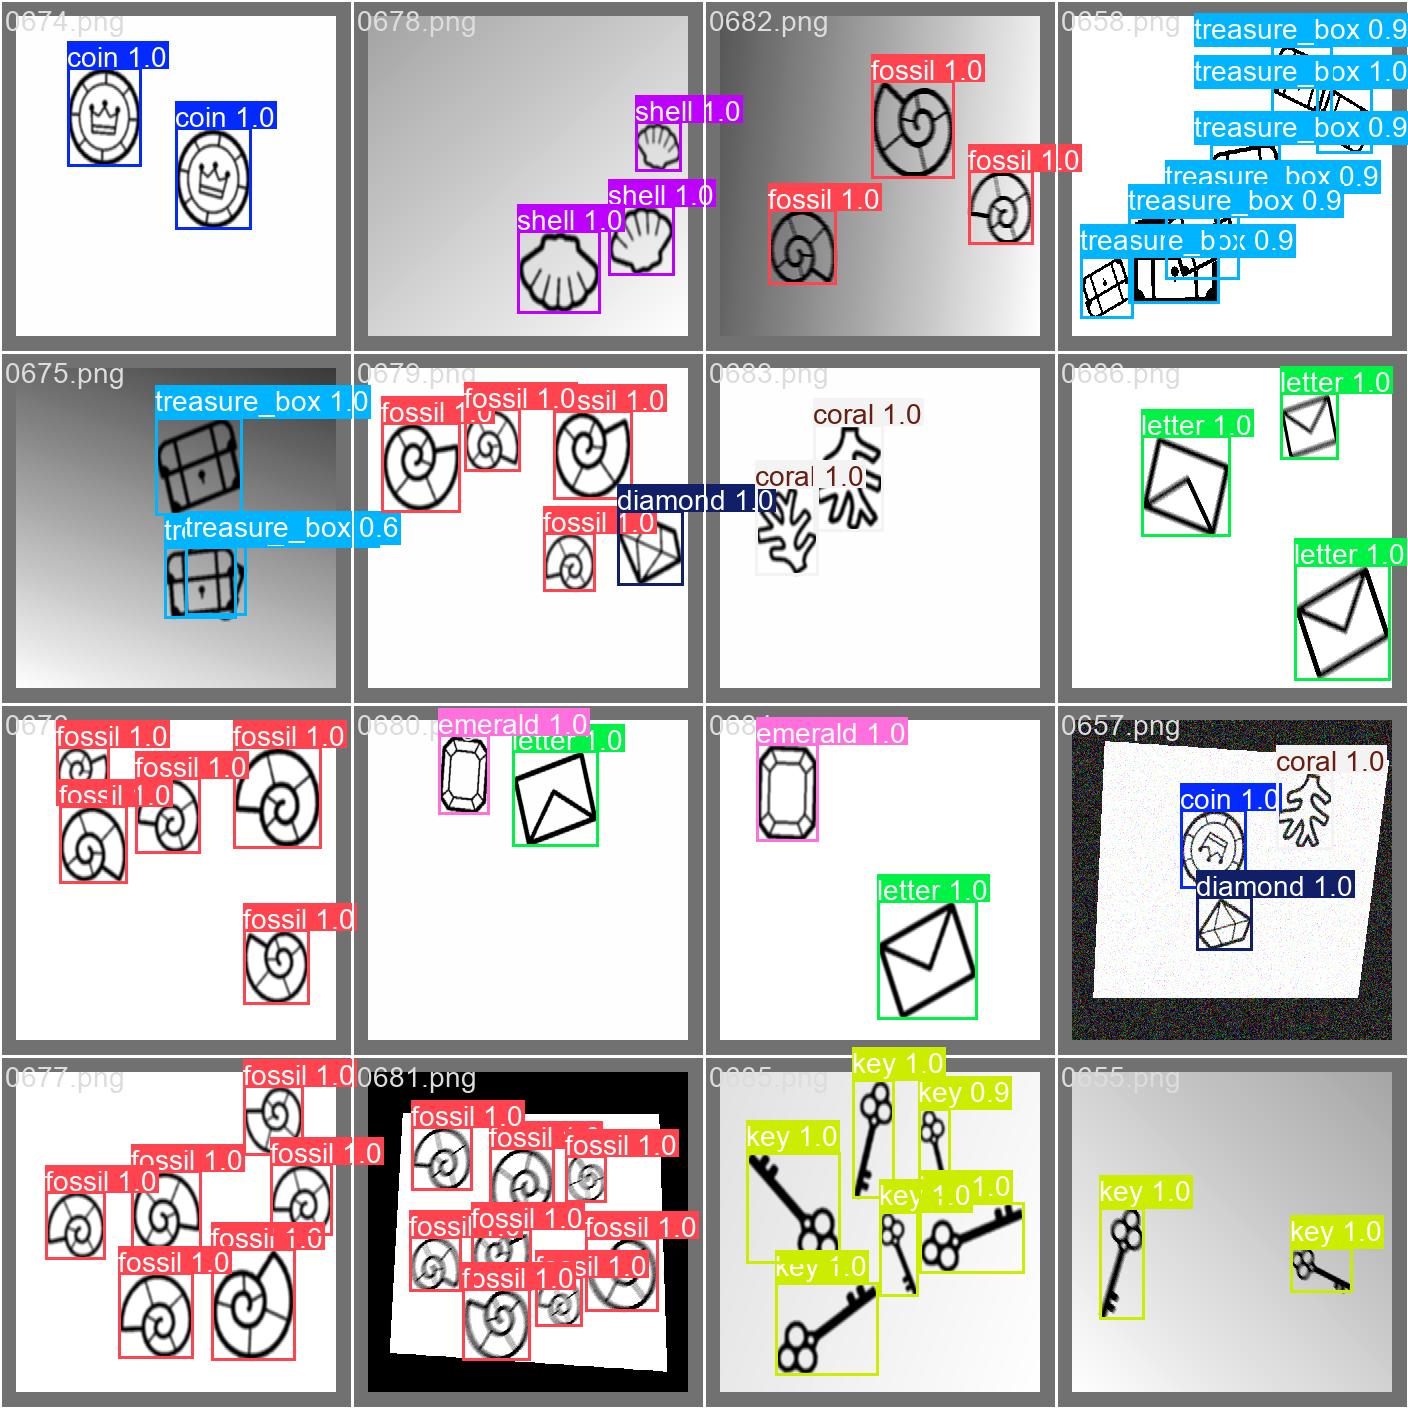 0674.png
coin 1.0
coin 1.0
0678.png
shell 1.0
shell 1.0
shell 1.0
0682.png
fossil 1.0
fossil 1.0
fossil 1.0
0658.png
treasure_box 0.9
treasure_box 1.0
treasure_box 0.9
treasure_box 0.9
treasure_box 0.9
treasure_box 0.9
0675.png
treasure_box 1.0
treasure_box 0.6
0679.png
fossil 1.0
fossil 1.0
ssil 1.0
diamond 1.0
fossil 1.0
0683.png
coral 1.0
coral 1.0
0686.png
letter 1.0
letter 1.0
letter 1.0
fossil 1.0
fossil 1.0
fossil 1.0
fossil 1.0
fossil 1.0
0680.png
emerald 1.0
letter 1.0
emerald 1.0
letter 1.0
0657.png
coral 1.0
coin 1.0
diamond 1.0
0677.png
fossil 1.0
fossil 1.0
fossil 1.0
fossil 1.0
fossil 1.0
fossil 1.0
0681.png
fossil 1.0
fossil 1.0
fossil 1.0
fossil
fossil 1.0
fossil 1.0
fossil 1.0
fossil 1.0
0685.png
key 1.0
key 0.9
key 1.0
key 1.0
1.0
key 1.0
0655.png
key 1.0
key 1.0